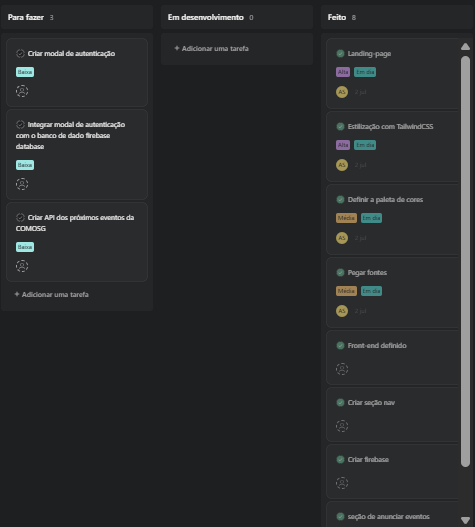 Para fazer 3
Criar modal de autenticação
Baixa
Integrar modal de autenticação
com o banco de dado firebase
database
Baixa
Criar API dos próximos eventos da
COMOSG
Baixa
+ Adicionar uma tarefa
Em desenvolvimento 0
+ Adicionar uma tarefa
Feito 8
Landing-page
Alta Em dia
AS 2 jul
Estilização com TailwindCSS
Alta Em dia
AS 2 jul
Definir a paleta de cores
Média Em dia
AS 2 jul
Pegar fontes
Média Em dia
AS 2 jul
Front-end definido
Criar seção nav
Criar firebase
seção de anunciar eventos